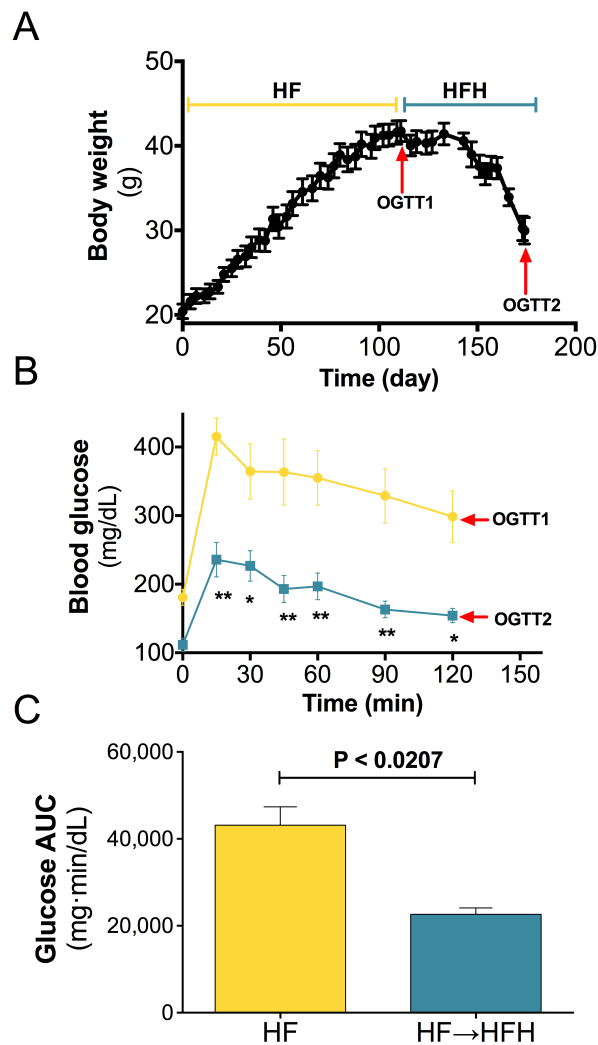 A
Body weight
(g)
50
40
30
20
HF
HFH
OGTT1
OGTT2
0
50
100
150
200
Time (day)
B
Blood glucose
(mg/dL)
400
300
200
100
OGTT1
OGTT2
**
*
**
**
**
*
0
30
60
90
120
150
Time (min)
C
Glucose AUC
(mg·min/dL)
60,000
40,000
20,000
0
P < 0.0207
HF
HF→HFH